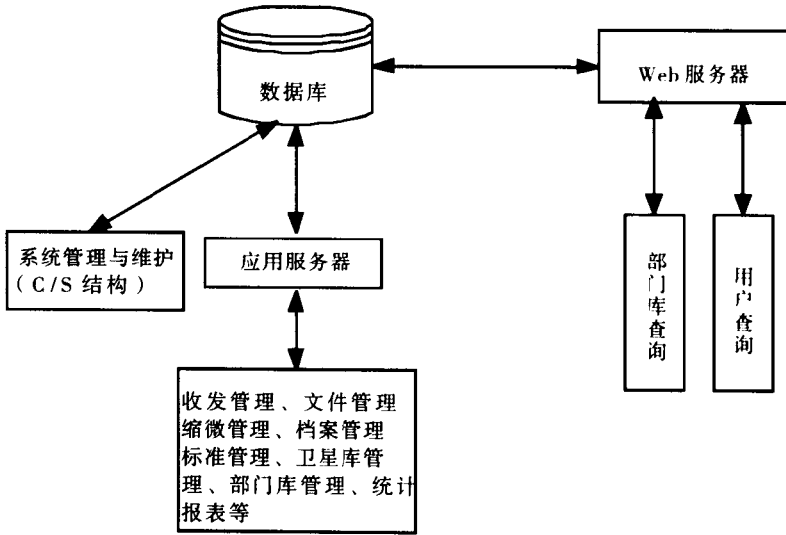 数据库
Web 服务器
系统管理与维护
(C/S 结构)
应用服务器
部门库查询
用户查询
收发管理、文件管理
缩微管理、档案管理
标准管理、卫星库管
理、部门库管理、统计
报表等